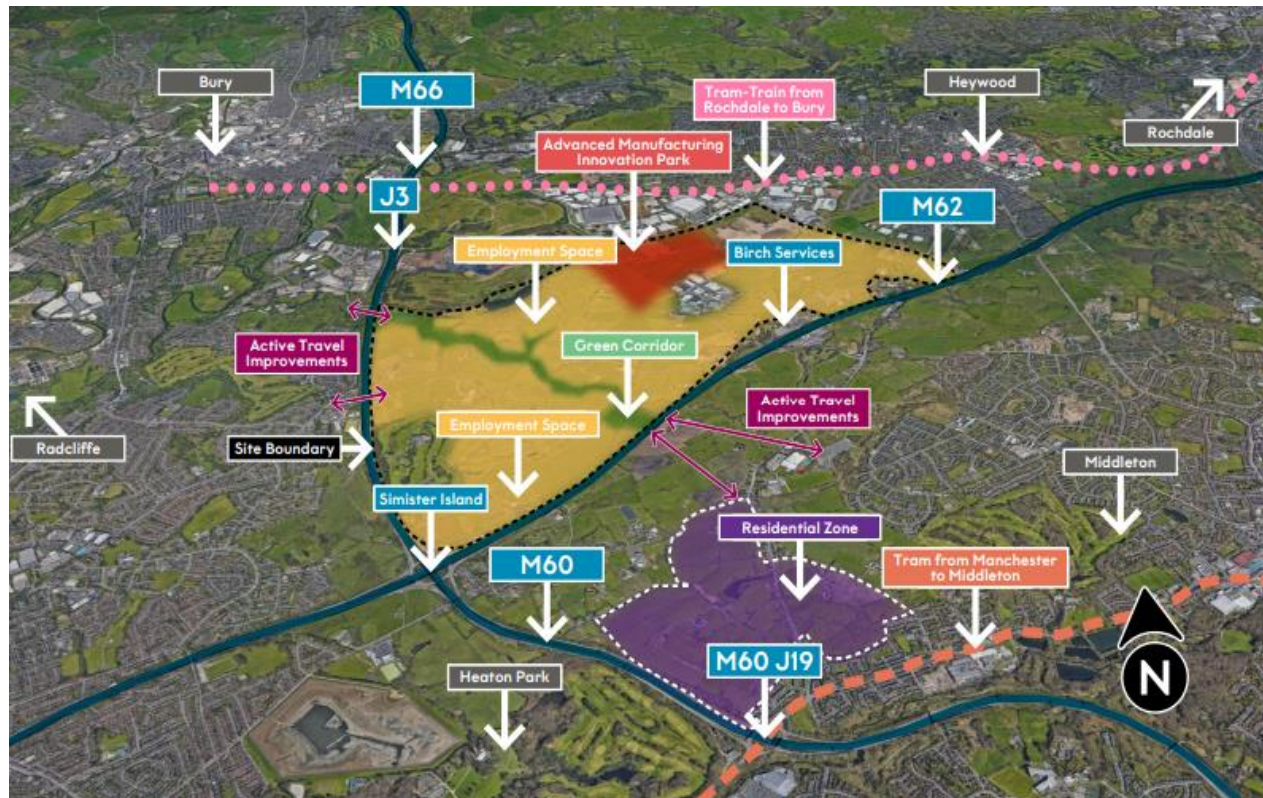 Bury
M66
Tram-Train from
Rochdale to Bury
Heywood
Rochdale
Advanced Manufacturing
Innovation Park
J3
M62
Employment Space
Birch Services
Active Travel
Improvements
Green Corridor
Active Travel
Improvements
Radcliffe
Site Boundary
Employment Space
Middleton
Simister Island
Residential Zone
M60
Tram from Manchester
to Middleton
M60 J19
Heaton Park
N